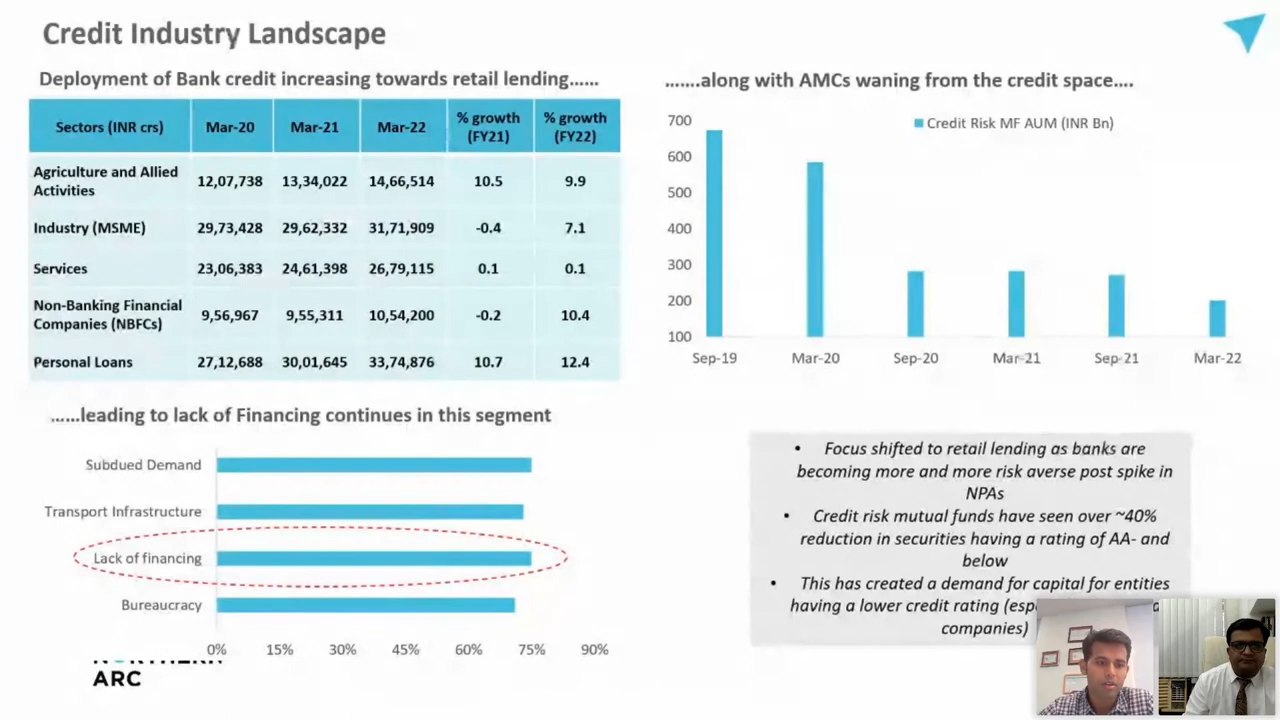 Credit Industry Landscape
Deployment of Bank credit increasing towards retail lending......
Sectors (INR crs) Mar-20 Mar-21 Mar-22 % growth (FY21) % growth (FY22)
Agriculture and Allied Activities 12,07,738 13,34,022 14,66,514 10.5 9.9
Industry (MSME) 29,73,428 29,62,332 31,71,909 -0.4 7.1
Services 23,06,383 24,61,398 26,79,115 0.1 0.1
Non-Banking Financial Companies (NBFCs) 9,56,967 9,55,311 10,54,200 -0.2 10.4
Personal Loans 27,12,688 30,01,645 33,74,876 10.7 12.4
.......along with AMCs waning from the credit space....
Credit Risk MF AUM (INR Bn)
700
600
500
400
300
200
100
Sep-19 Mar-20 Sep-20 Mar-21 Sep-21 Mar-22
......leading to lack of Financing continues in this segment
Subdued Demand
Transport Infrastructure
Lack of financing
Bureaucracy
0% 15% 30% 45% 60% 75% 90%
• Focus shifted to retail lending as banks are
becoming more and more risk averse post spike in
NPAs
• Credit risk mutual funds have seen over ~40%
reduction in securities having a rating of AA- and
below
• This has created a demand for capital for entities
having a lower credit rating
companies)
NORTHERN
ARC